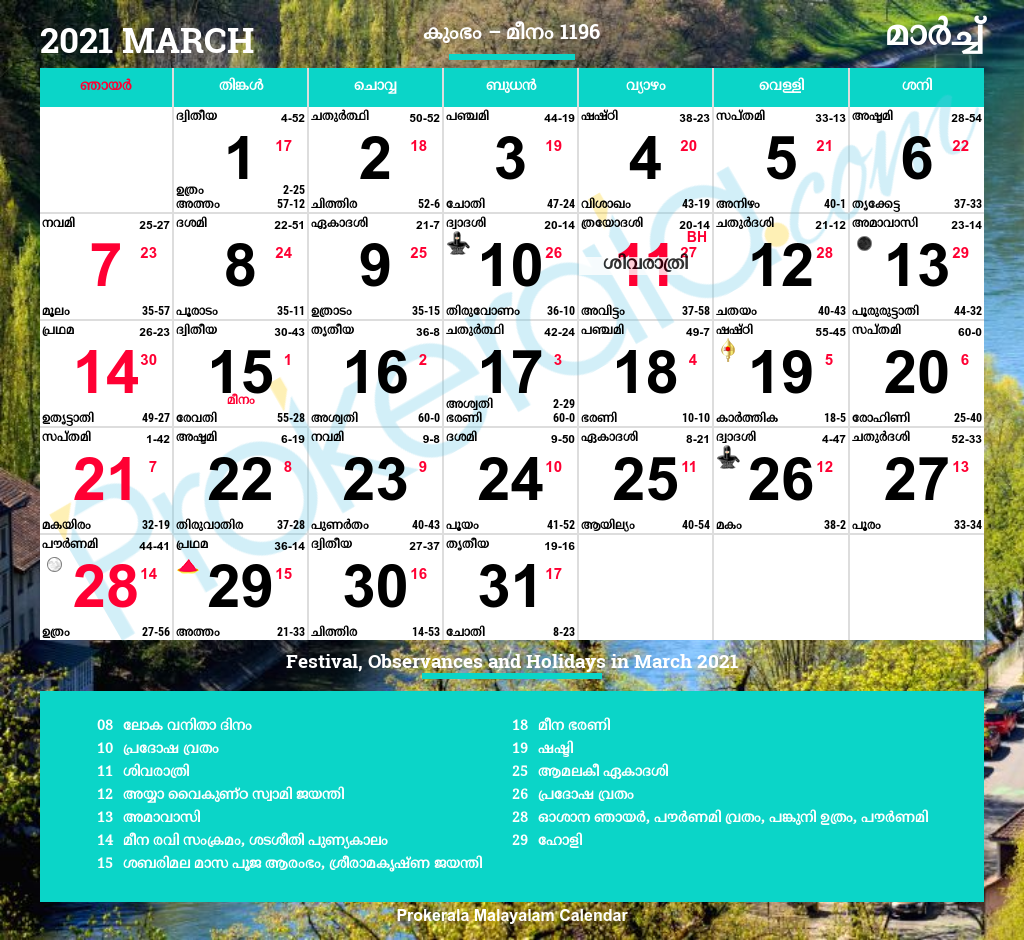 2021 MARCH
കുംഭം – മീനം 1196
മാർച്ച്
ഞായർ തിങ്കൾ ചൊവ്വ ബുധൻ വ്യാഴം വെള്ളി ശനി
ദ്വിതീയ 4-52 ചതുർത്ഥി 50-52 പഞ്ചമി 44-19 ഷഷ്ഠി 38-23 സപ്തമി 33-13 അഷ്ടമി 28-54
1 17 2 18 3 19 4 20 5 21 6 22
ഉത്രം 2-25
അത്തം 57-12 ചിത്തിര 52-6 ചോതി 47-24 വിശാഖം 43-19 അനിഴം 40-1 തൃക്കേട്ട 37-33
നവമി 25-27 ദശമി 22-51 ഏകാദശി 21-7 ദ്വാദശി 20-14 ത്രയോദശി 20-14 ചതുർദശി 21-12 അമാവാസി 23-14
BH
7 23 8 24 9 25 10 26 11 27 12 28 13 29
ശിവരാത്രി
മൂലം 35-57 പൂരാടം 35-11 ഉത്രാടം 35-15 തിരുവോണം 36-10 അവിട്ടം 37-58 ചതയം 40-43 പൂരുരുട്ടാതി 44-32
പ്രഥമ 26-23 ദ്വിതീയ 30-43 തൃതീയ 36-8 ചതുർത്ഥി 42-24 പഞ്ചമി 49-7 ഷഷ്ഠി 55-45 സപ്തമി 60-0
14 30 15 1 16 2 17 3 18 4 19 5 20 6
മീനം
അശ്വതി 2-29
ഉതൃട്ടാതി 49-27 രേവതി 55-28 അശ്വതി 60-0 ഭരണി 60-0 ഭരണി 10-10 കാർത്തിക 18-5 രോഹിണി 25-40
സപ്തമി 1-42 അഷ്ടമി 6-19 നവമി 9-8 ദശമി 9-50 ഏകാദശി 8-21 ദ്വാദശി 4-47 ചതുർദശി 52-33
21 7 22 8 23 9 24 10 25 11 26 12 27 13
മകയിരം 32-19 തിരുവാതിര 37-28 പുണർതം 40-43 പൂയം 41-52 ആയില്യം 40-54 മകം 38-2 പൂരം 33-34
പൗർണമി 44-41 പ്രഥമ 36-14 ദ്വിതീയ 27-37 തൃതീയ 19-16
28 14 29 15 30 16 31 17
ഉത്രം 27-56 അത്തം 21-33 ചിത്തിര 14-53 ചോതി 8-23
Prokerala.com
Festival, Observances and Holidays in March 2021
08 ലോക വനിതാ ദിനം
10 പ്രദോഷ വ്രതം
11 ശിവരാത്രി
12 അയ്യാ വൈകുണ്ഠ സ്വാമി ജയന്തി
13 അമാവാസി
14 മീന രവി സംക്രമം, ശടശീതി പുണ്യകാലം
15 ശബരിമല മാസ പൂജ ആരംഭം, ശ്രീരാമകൃഷ്ണ ജയന്തി
18 മീന ഭരണി
19 ഷഷ്ടി
25 ആമലകീ ഏകാദശി
26 പ്രദോഷ വ്രതം
28 ഓശാന ഞായർ, പൗർണമി വ്രതം, പങ്കുനി ഉത്രം, പൗർണമി
29 ഹോളി
Prokerala Malayalam Calendar